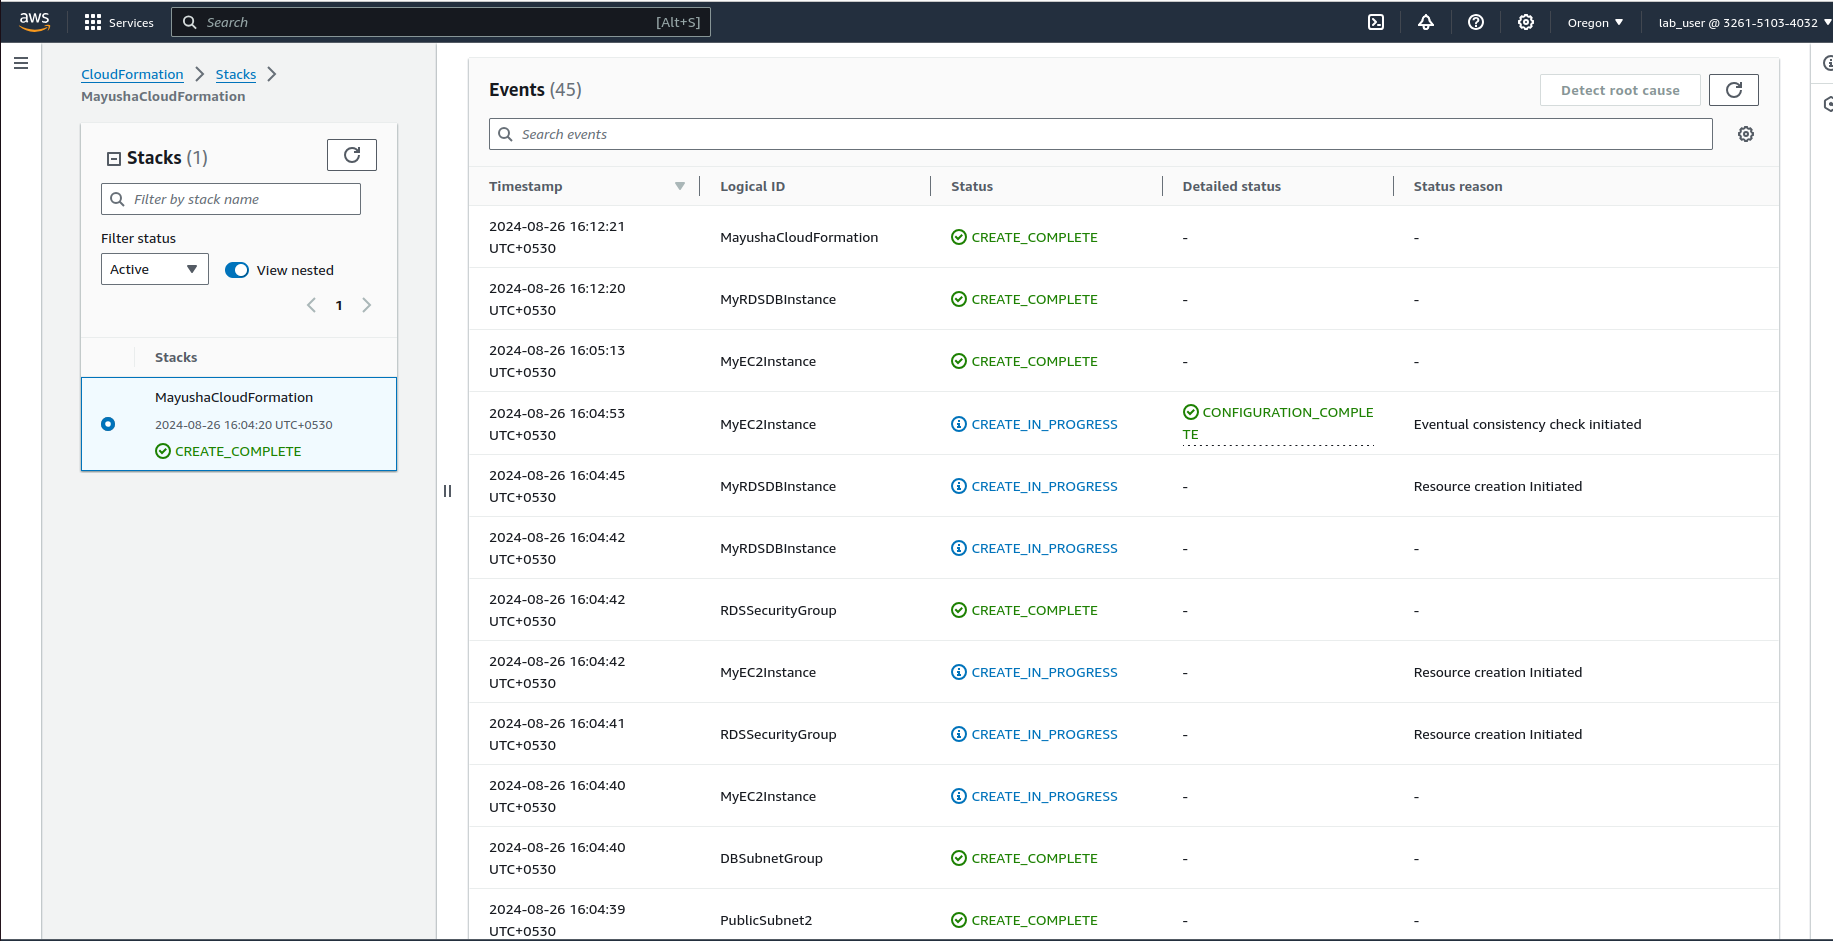 aws
Services
Search [Alt+S]
Oregon
lab_user @ 3261-5103-4032
CloudFormation
Stacks
MayushaCloudFormation
Stacks (1)
Filter by stack name
Filter status
Active
View nested
1
Stacks
MayushaCloudFormation
2024-08-26 16:04:20 UTC+0530
CREATE_COMPLETE
Events (45)
Detect root cause
Search events
Timestamp Logical ID Status Detailed status Status reason
2024-08-26 16:12:21
UTC+0530
MayushaCloudFormation CREATE_COMPLETE - -
2024-08-26 16:12:20
UTC+0530
MyRDSDBInstance CREATE_COMPLETE - -
2024-08-26 16:05:13
UTC+0530
MyEC2Instance CREATE_COMPLETE - -
2024-08-26 16:04:53
UTC+0530
MyEC2Instance CREATE_IN_PROGRESS
CONFIGURATION_COMPLE
TE
Eventual consistency check initiated
2024-08-26 16:04:45
UTC+0530
MyRDSDBInstance CREATE_IN_PROGRESS - Resource creation Initiated
2024-08-26 16:04:42
UTC+0530
MyRDSDBInstance CREATE_IN_PROGRESS - -
2024-08-26 16:04:42
UTC+0530
RDSSecurityGroup CREATE_COMPLETE - -
2024-08-26 16:04:42
UTC+0530
MyEC2Instance CREATE_IN_PROGRESS - Resource creation Initiated
2024-08-26 16:04:41
UTC+0530
RDSSecurityGroup CREATE_IN_PROGRESS - Resource creation Initiated
2024-08-26 16:04:40
UTC+0530
MyEC2Instance CREATE_IN_PROGRESS - -
2024-08-26 16:04:40
UTC+0530
DBSubnetGroup CREATE_COMPLETE - -
2024-08-26 16:04:39
UTC+0530
PublicSubnet2 CREATE_COMPLETE - -